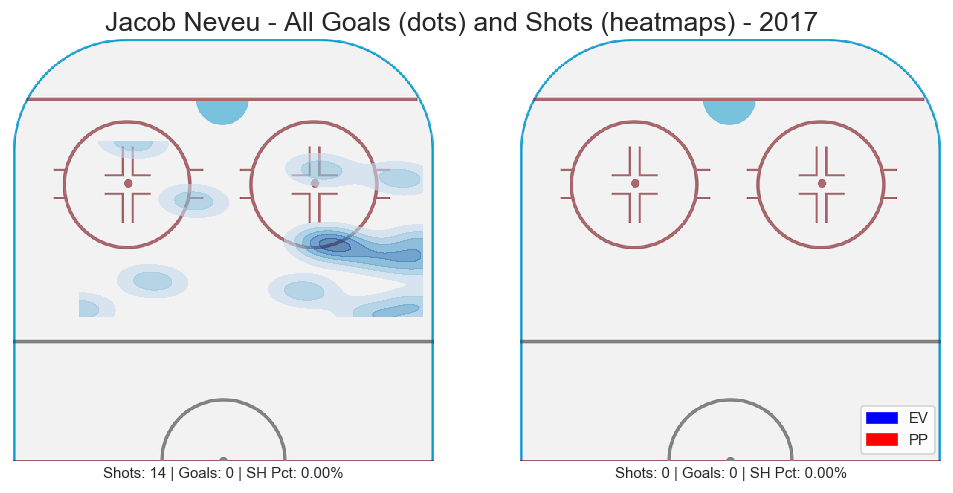 Jacob Neveu - All Goals (dots) and Shots (heatmaps) - 2017
EV
PP
Shots: 14 | Goals: 0 | SH Pct: 0.00%
Shots: 0 | Goals: 0 | SH Pct: 0.00%